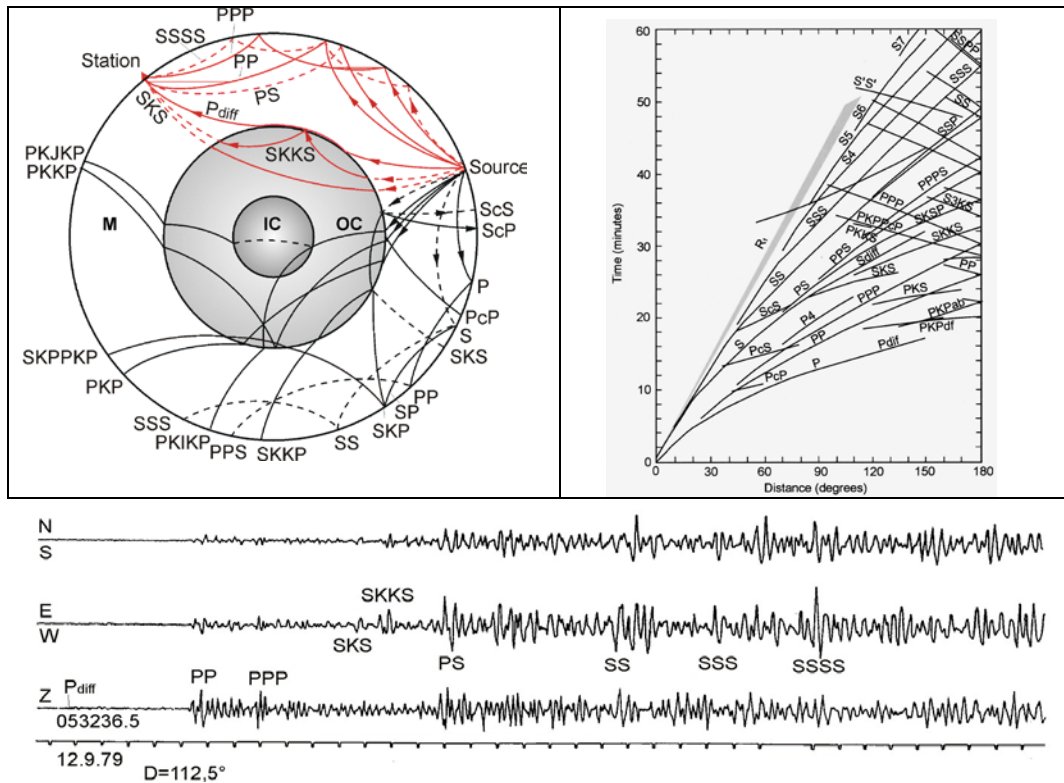 PPP
SSSS
PP
Station
PS
SKS
Pdiff
SKKS
Source
PKJKP
PKKP
M
IC
OC
ScS
ScP
P
PcP
S
SKS
SKPPKP
PKP
PP
SP
SKP
SSS
PKIKP
PPS
SKKP
SS
60
50
40
30
20
10
0
Time (minutes)
0
30
60
90
120
150
180
Distance (degrees)
S7
SSPP
SSS
S'S'
SS
S6
SSP
S5
S4
PPPS
SSS
PPP
S3KS
PKPPcP
SKSP
R₁
PKKS
SKKS
PPS
Sdiff
SS
PS
SKS
PP
ScS
PPP
PKS
P4
PKPab
S
PP
PKPdf
PcS
Pdif
P
PcP
N
S
E
W
SKKS
SKS
PS
SS
SSS
SSSS
Z
Pdiff
PP
PPP
053236.5
12.9.79
D=112,5°